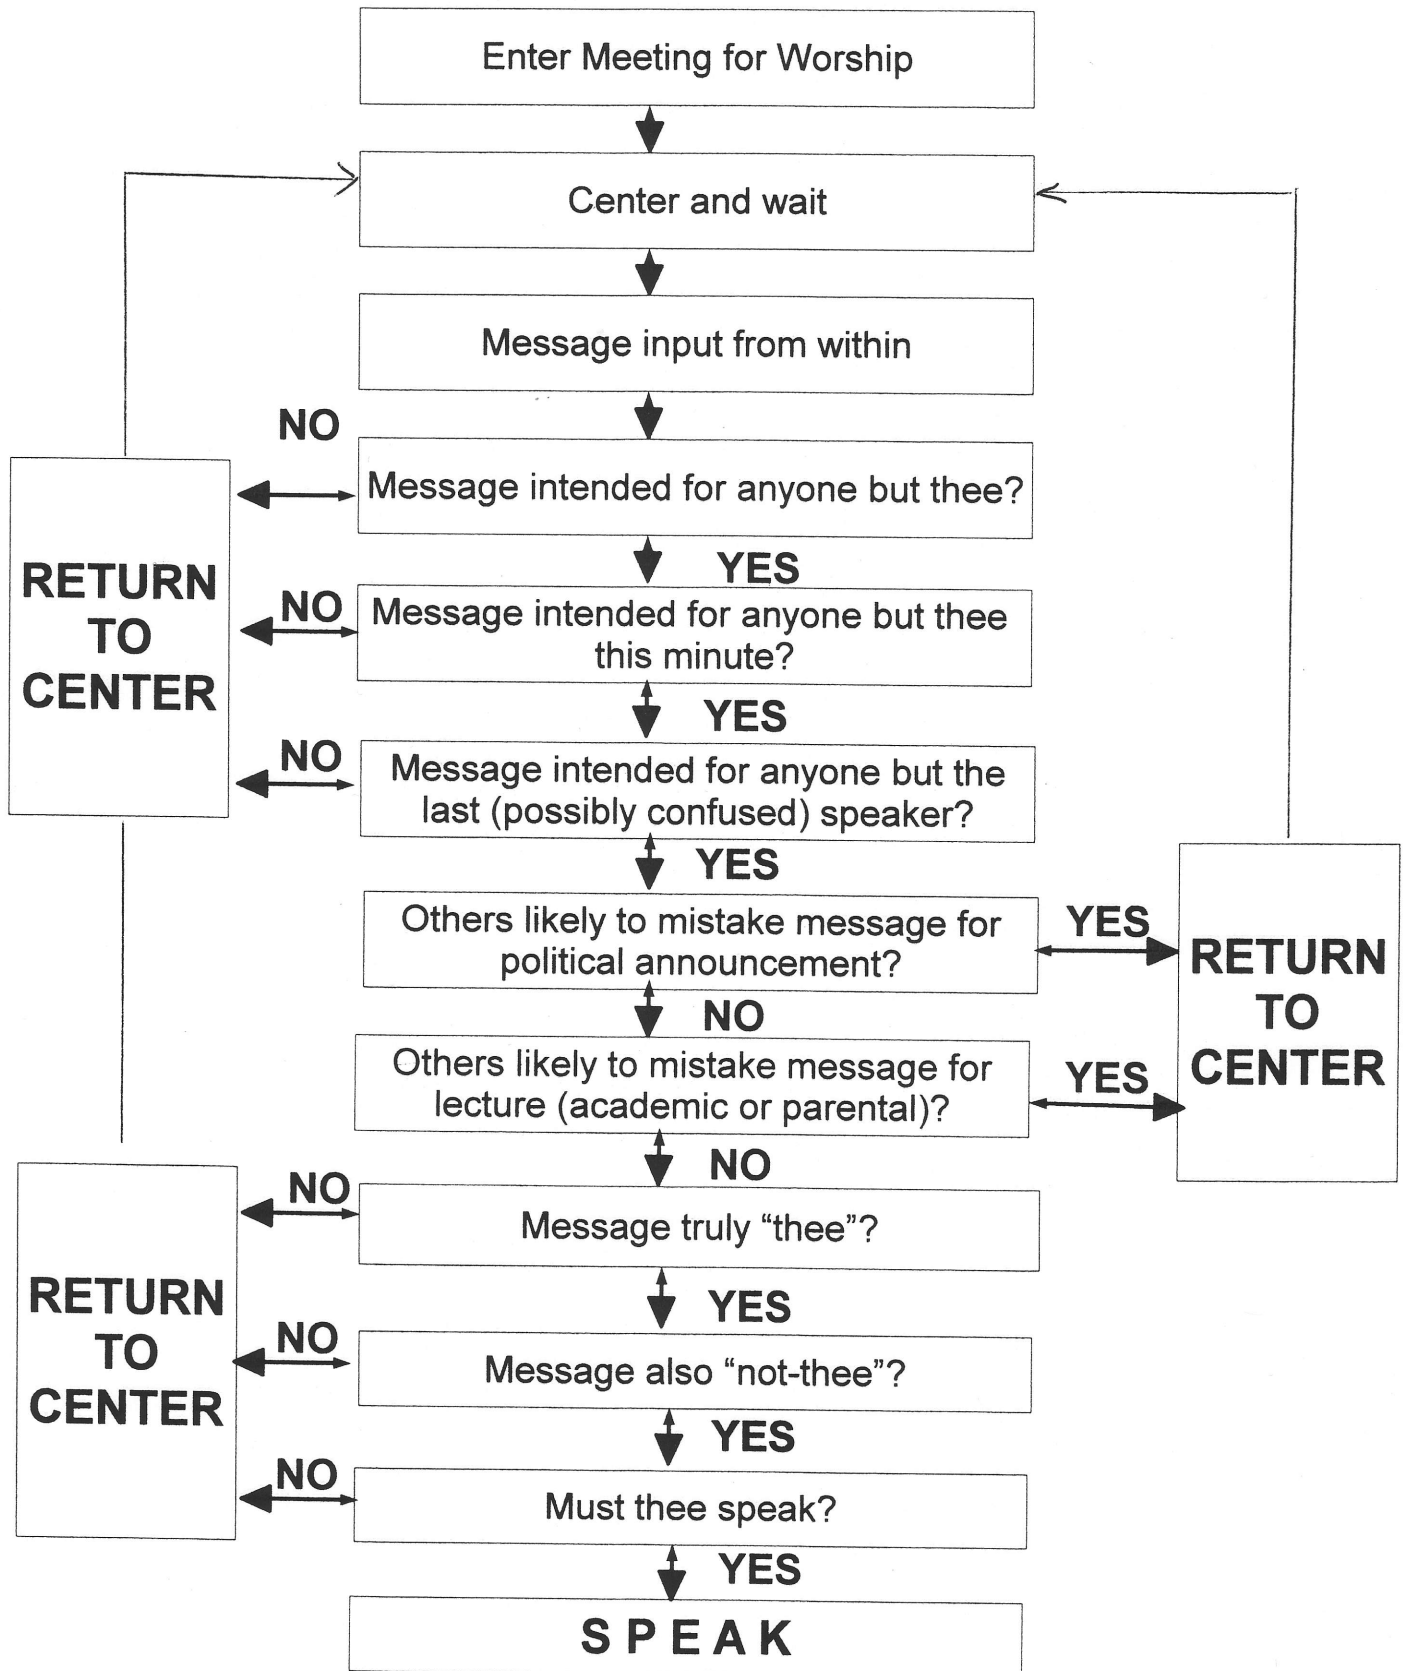 Enter Meeting for Worship
Center and wait
Message input from within
NO
Message intended for anyone but thee?
YES
RETURN
TO
CENTER
NO
Message intended for anyone but thee
this minute?
YES
NO
Message intended for anyone but the
last (possibly confused) speaker?
YES
Others likely to mistake message for
political announcement?
YES
RETURN
TO
CENTER
NO
Others likely to mistake message for
lecture (academic or parental)?
YES
NO
NO
Message truly “thee”?
YES
RETURN
TO
CENTER
NO
Message also “not-thee”?
YES
NO
Must thee speak?
YES
S P E A K